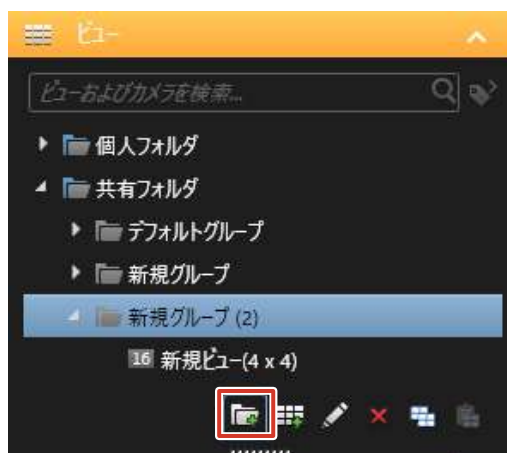 ビュー
ビューおよびカメラを検索...
個人フォルダ
共有フォルダ
デフォルトグループ
新規グループ
新規グループ (2)
16 新規ビュー(4 x 4)